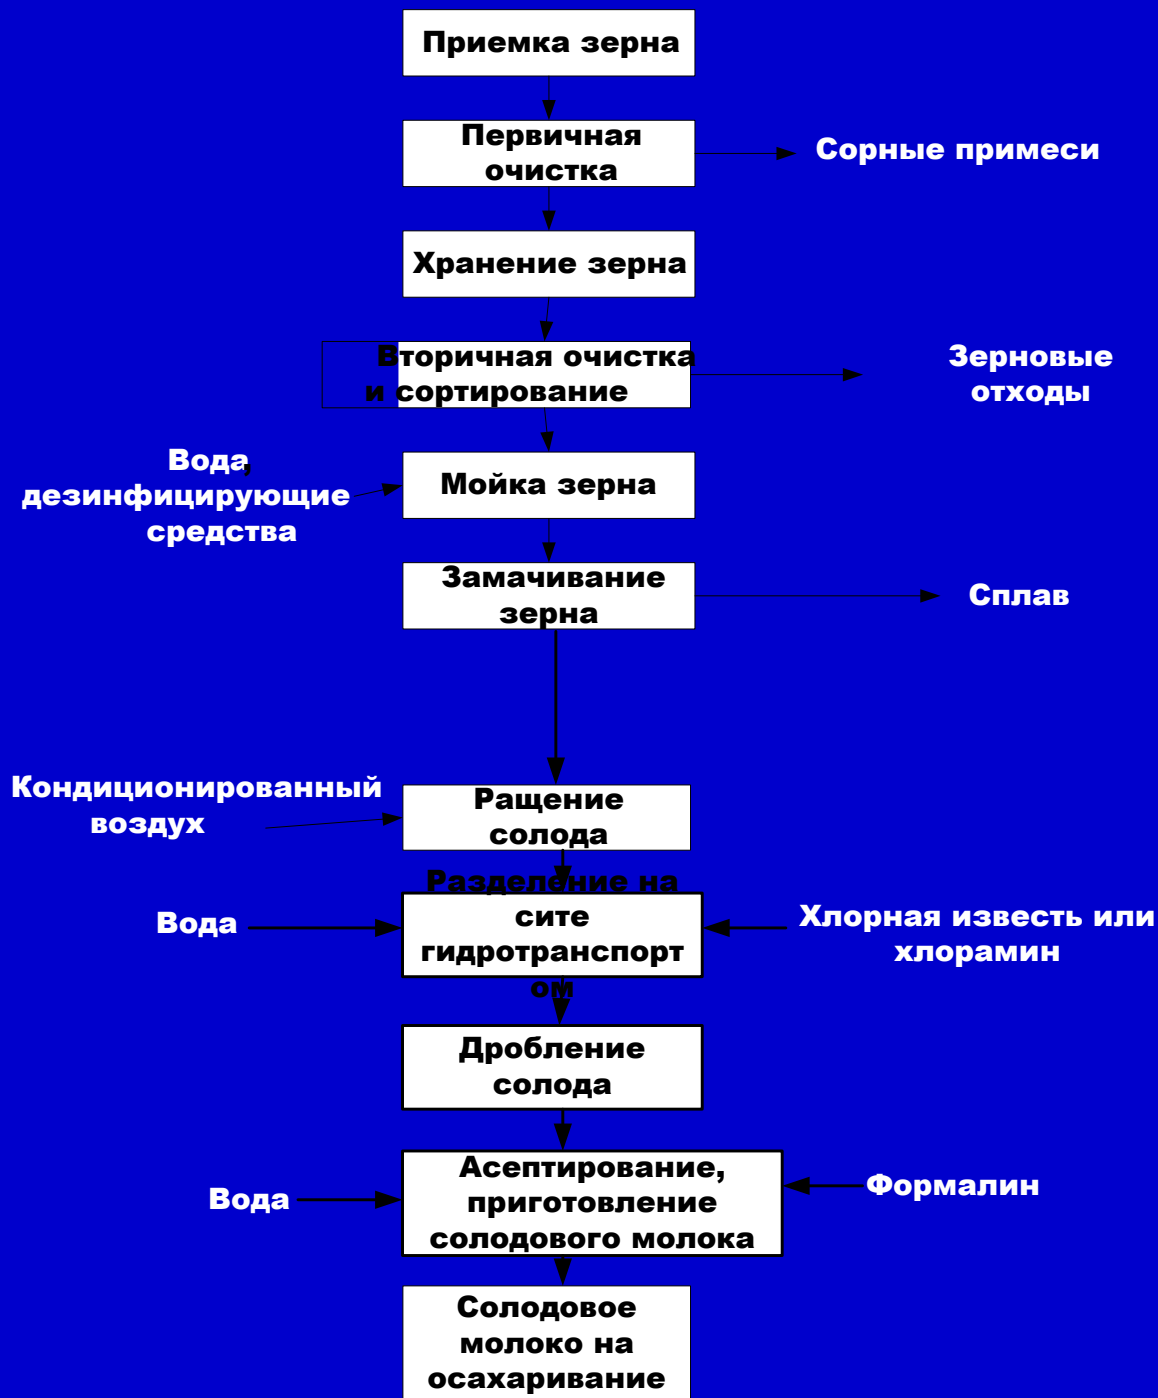 Приемка зерна
Первичная
очистка
Сорные примеси
Хранение зерна
Вторичная очистка
и сортирование
Зерновые
отходы
Вода,
дезинфицирующие
средства
Мойка зерна
Замачивание
зерна
Сплав
Кондиционированный
воздух
Ращение
солода
Разделение на
сите
гидротранспорт
ом
Вода
Хлорная известь или
хлорамин
Дробление
солода
Асептирование,
приготовление
солодового молока
Вода
Формалин
Солодовое
молоко на
осахаривание